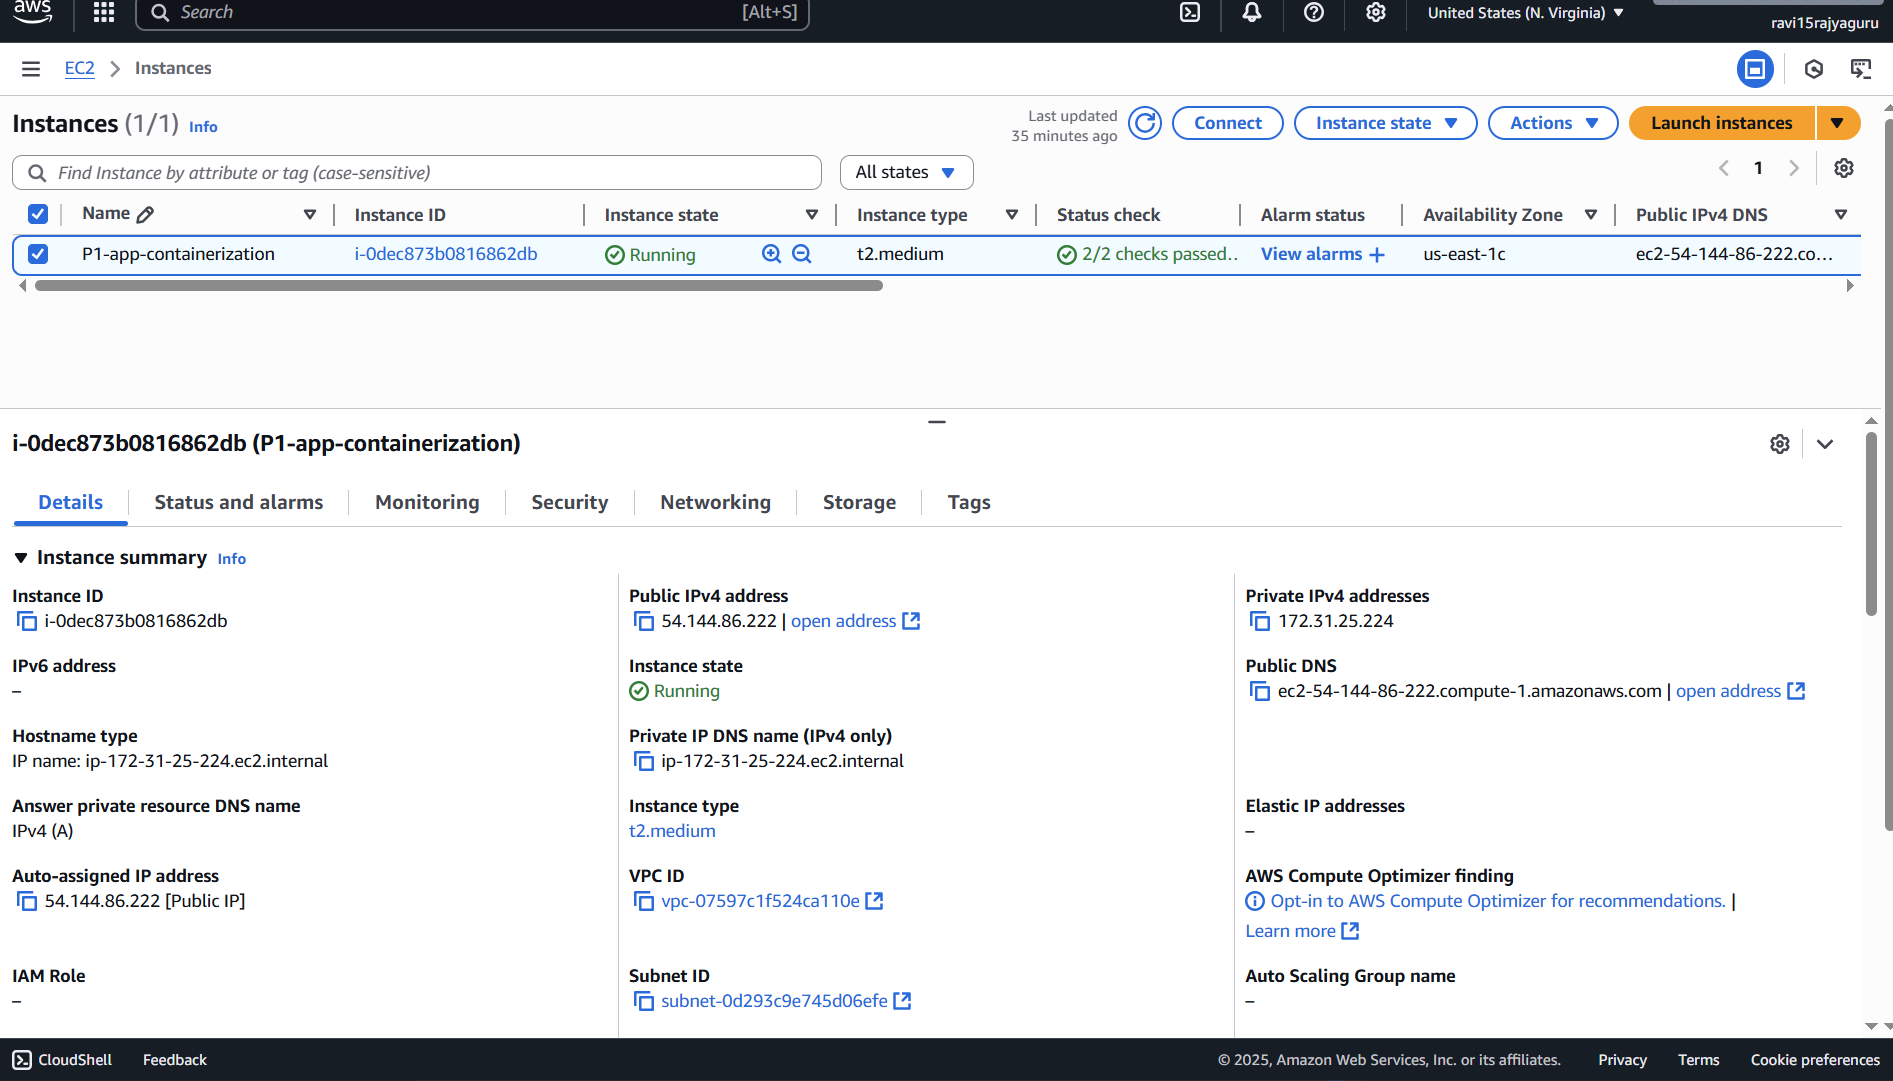 aws
Search [Alt+S]
United States (N. Virginia)
ravi15rajyaguru
EC2 Instances
Instances (1/1) Info
Last updated
35 minutes ago
Connect
Instance state
Actions
Launch instances
Find Instance by attribute or tag (case-sensitive)
All states
1
Name Instance ID Instance state Instance type Status check Alarm status Availability Zone Public IPv4 DNS
P1-app-containerization i-0dec873b0816862db Running t2.medium 2/2 checks passed.. View alarms + us-east-1c ec2-54-144-86-222.co...
i-0dec873b0816862db (P1-app-containerization)
Details Status and alarms Monitoring Security Networking Storage Tags
Instance summary Info
Instance ID
i-0dec873b0816862db
Public IPv4 address
54.144.86.222 | open address
Private IPv4 addresses
172.31.25.224
IPv6 address
–
Instance state
Running
Public DNS
ec2-54-144-86-222.compute-1.amazonaws.com | open address
Hostname type
IP name: ip-172-31-25-224.ec2.internal
Private IP DNS name (IPv4 only)
ip-172-31-25-224.ec2.internal
Answer private resource DNS name
IPv4 (A)
Instance type
t2.medium
Elastic IP addresses
–
Auto-assigned IP address
54.144.86.222 [Public IP]
VPC ID
vpc-07597c1f524ca110e
AWS Compute Optimizer finding
Opt-in to AWS Compute Optimizer for recommendations. |
Learn more
IAM Role
–
Subnet ID
subnet-0d293c9e745d06efe
Auto Scaling Group name
–
CloudShell Feedback © 2025, Amazon Web Services, Inc. or its affiliates. Privacy Terms Cookie preferences